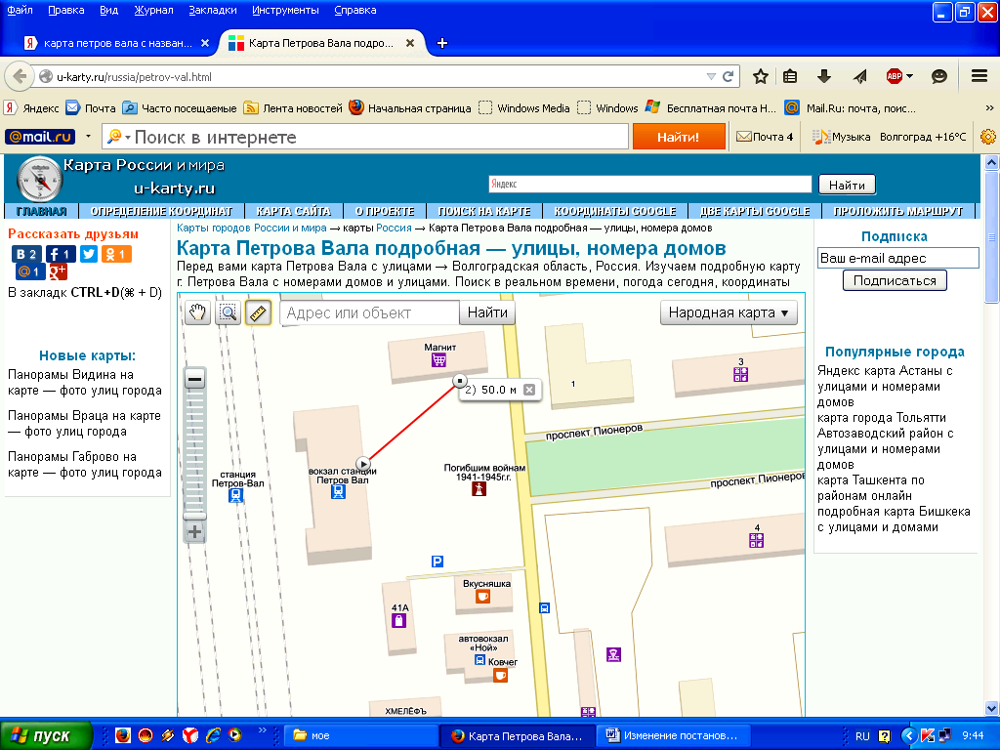 Файл Правка Вид Журнал Закладки Инструменты Справка
карта петров вала с назван...
Карта Петрова Вала подро...
u-karty.ru/russia/petrov-val.html
ABP
Яндекс Почта Часто посещаемые Лента новостей Начальная страница Windows Media Windows Бесплатная почта H... Mail.Ru: почта, поис...
@mail.ru Поиск в интернете Найти! Почта 4 Музыка Волгоград +16°C
Карта России и мира
u-karty.ru
Яндекс Найти
ГЛАВНАЯ ОПРЕДЕЛЕНИЕ КООРДИНАТ КАРТА САЙТА О ПРОЕКТЕ ПОИСК НА КАРТЕ КООРДИНАТЫ GOOGLE ДВЕ КАРТЫ GOOGLE ПРОЛОЖИТЬ МАРШРУТ
Рассказать друзьям
В 2 f 1 1
@ 1 g+
В закладк CTRL+D(⌘ + D)
Новые карты:
Панорамы Видина на
карте — фото улиц города
Панорамы Враца на карте
— фото улиц города
Панорамы Габрово на
карте — фото улиц города
Карты городов России и мира → карты Россия → Карта Петрова Вала подробная — улицы, номера домов
Карта Петрова Вала подробная — улицы, номера домов
Перед вами карта Петрова Вала с улицами → Волгоградская область, Россия. Изучаем подробную карту
г. Петрова Вала с номерами домов и улицами. Поиск в реальном времени, погода сегодня, координаты
Адрес или объект Найти Народная карта ▼
Магнит
2) 50.0 м
1
3
проспект Пионеров
проспект Пионеров
станция
Петров-Вал
вокзал станции
Петров Вал
Погибшим войнам
1941-1945г.г.
4
P
Вкусняшка
41А
автовокзал
«Ной»
Ковчег
ХМЕЛЁФЪ
Подписка
Ваш e-mail адрес
Подписаться
Популярные города
Яндекс карта Астаны с
улицами и номерами
домов
карта города Тольятти
Автозаводский район с
улицами и номерами
домов
карта Ташкента по
районам онлайн
подробная карта Бишкека
с улицами и домами
пуск
мое
Карта Петрова Вала...
Изменение постанов...
RU
9:44